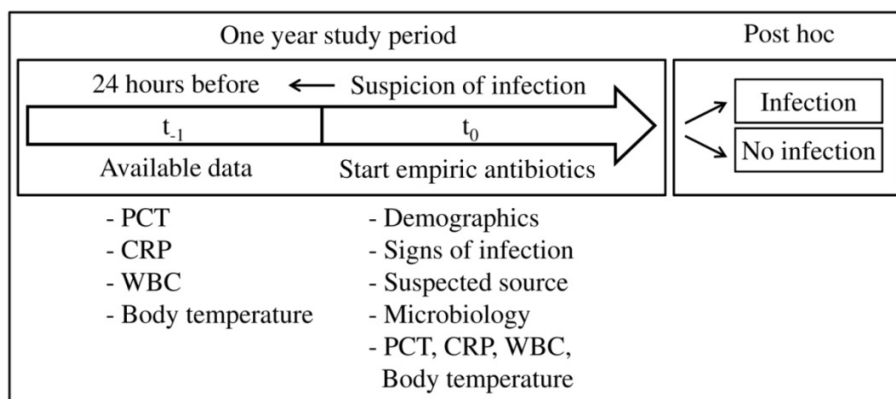 One year study period
Post hoc
24 hours before
Suspicion of infection
t-1
t0
Available data
Start empiric antibiotics
Infection
No infection
- PCT
- CRP
- WBC
- Body temperature
- Demographics
- Signs of infection
- Suspected source
- Microbiology
- PCT, CRP, WBC,
Body temperature